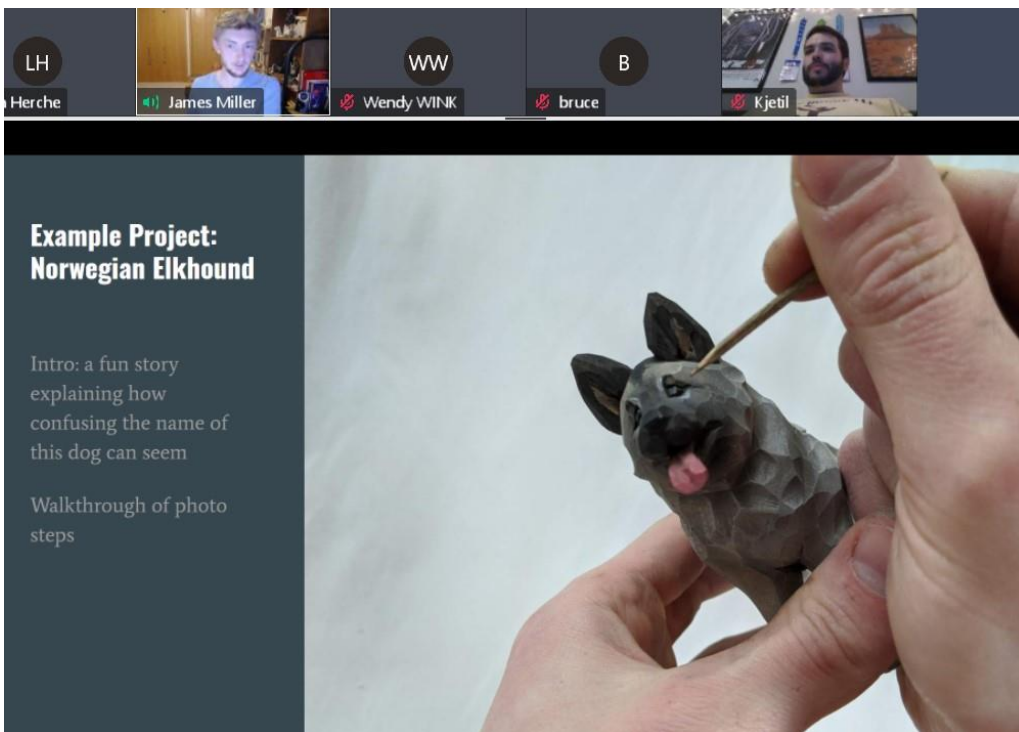 LH
Herche
James Miller
WW
Wendy WINK
B
bruce
Kjetil
Example Project:
Norwegian Elkhound
Intro: a fun story
explaining how
confusing the name of
this dog can seem
Walkthrough of photo
steps